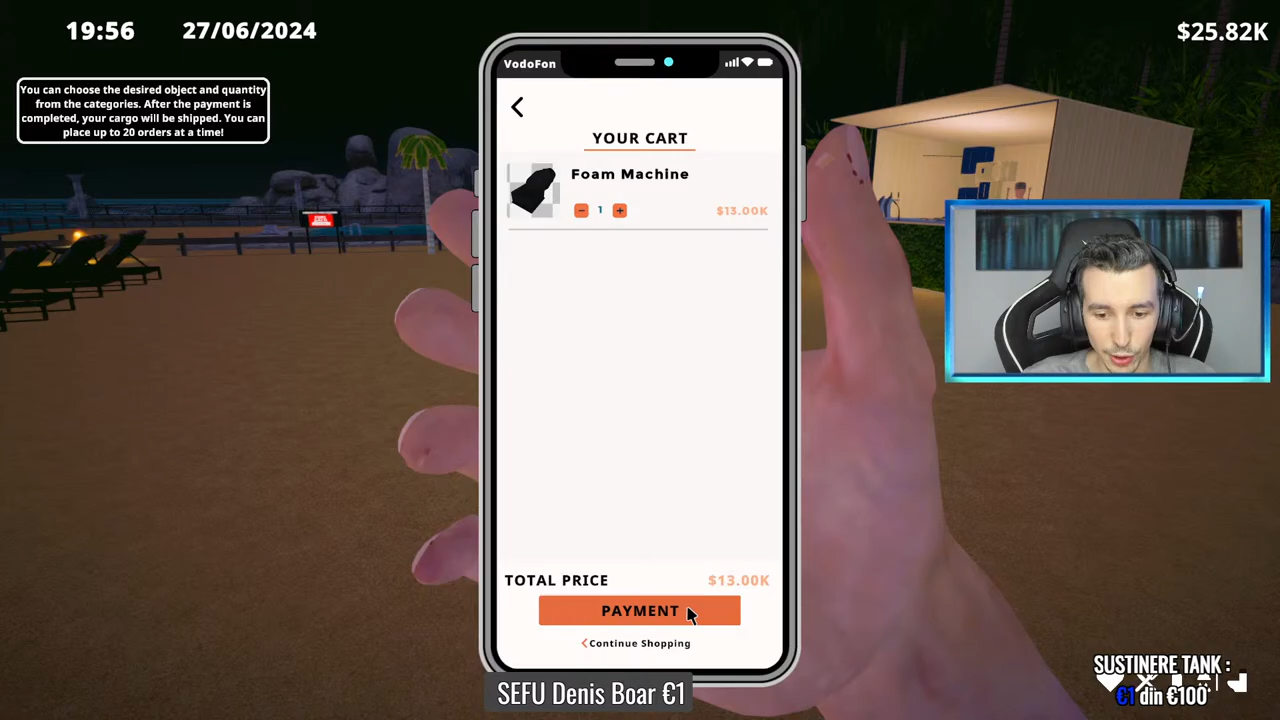 19:56 27/06/2024
$25.82K
You can choose the desired object and quantity
from the categories. After the payment is
completed, your cargo will be shipped. You can
place up to 20 orders at a time!
VodoFon
YOUR CART
Foam Machine
1
$13.00K
TOTAL PRICE $13.00K
PAYMENT
Continue Shopping
SEFU Denis Boar €1
SUSTINERE TANK :
€1 din €100